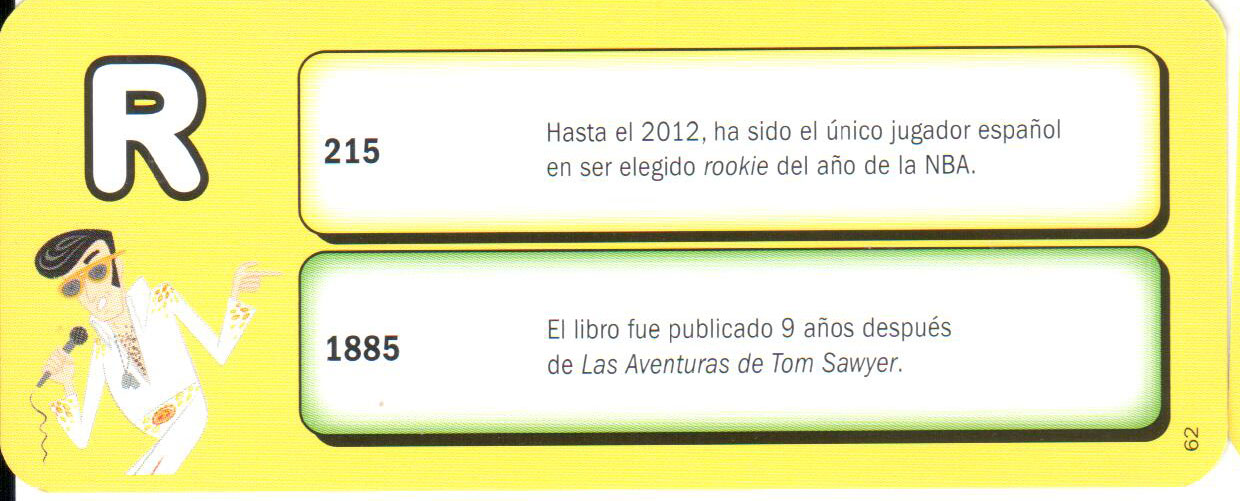 R
215
Hasta el 2012, ha sido el único jugador español
en ser elegido rookie del año de la NBA.
1885
El libro fue publicado 9 años después
de Las Aventuras de Tom Sawyer.
62